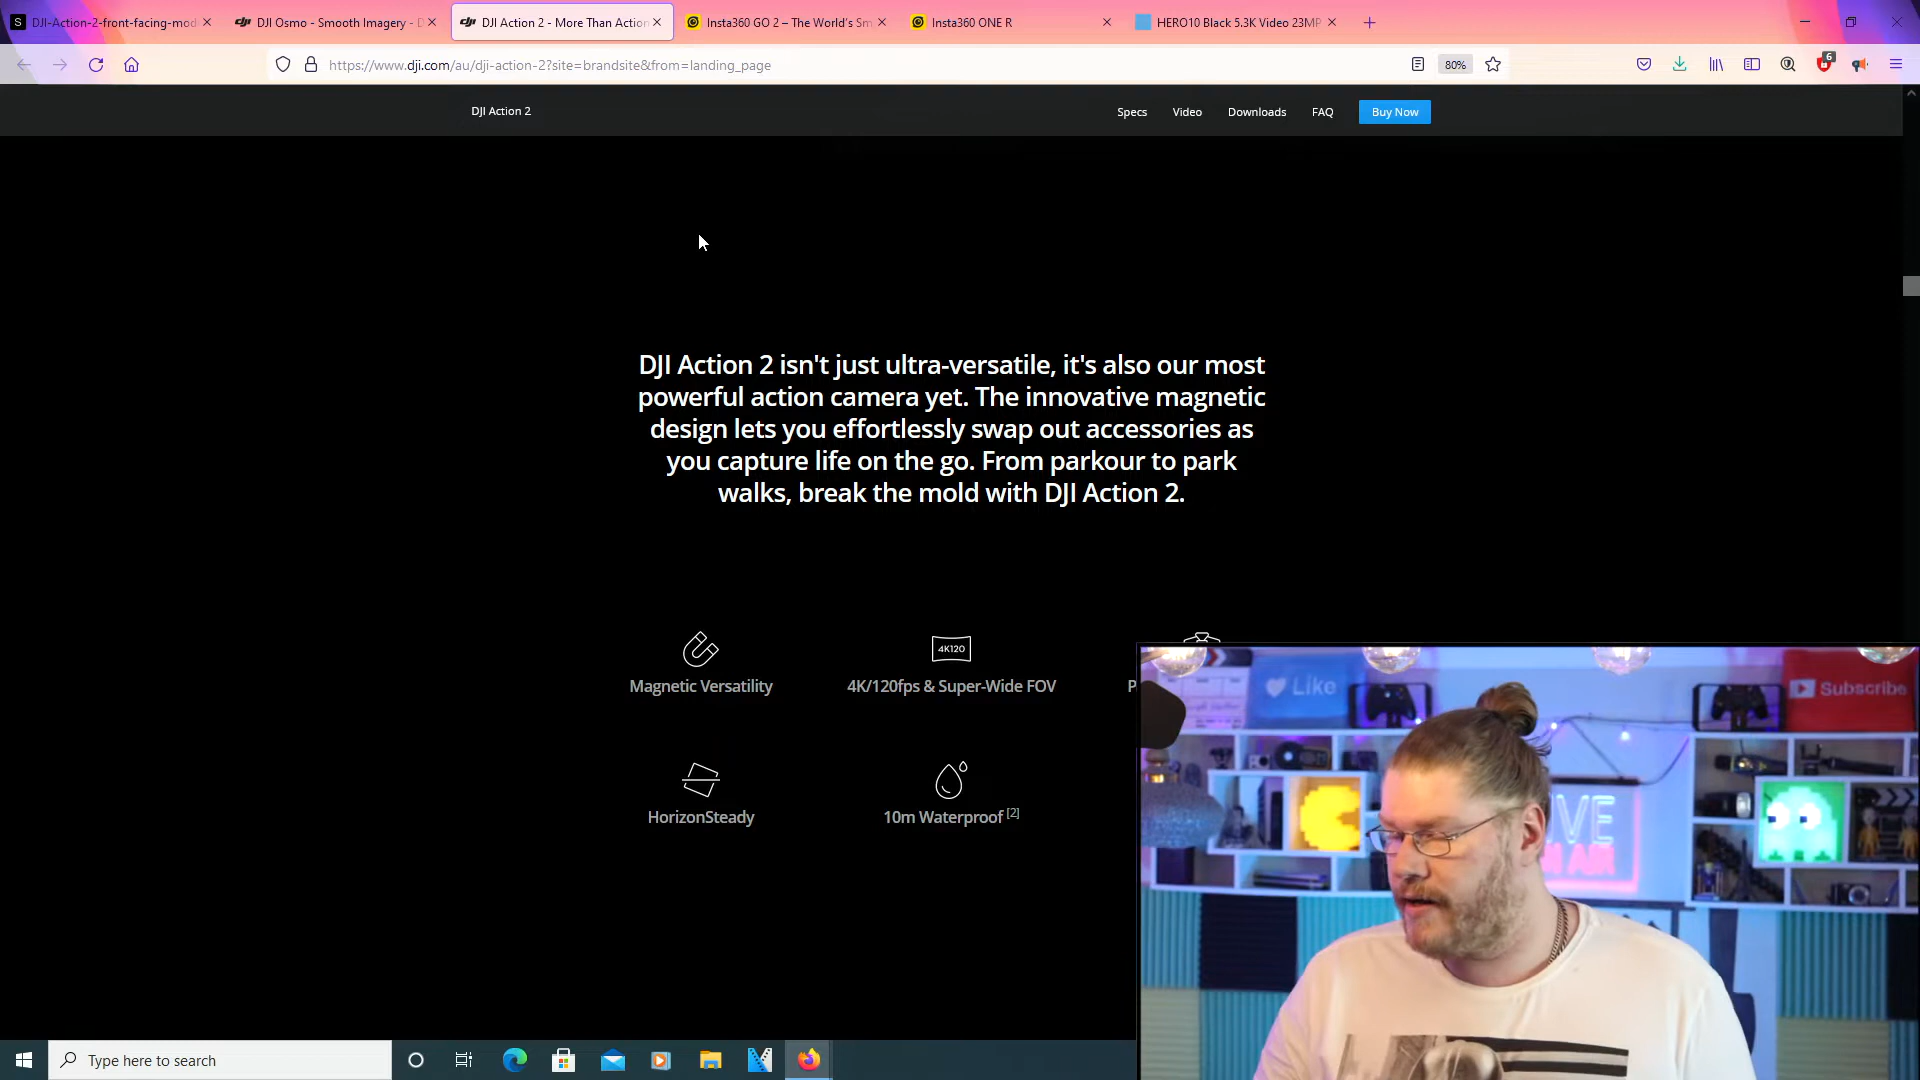 DJI-Action-2-front-facing-mod
DJI Osmo - Smooth Imagery - D
DJI Action 2 - More Than Action
Insta360 GO 2 – The World's Sm
Insta360 ONE R
HERO10 Black 5.3K Video 23MP
https://www.dji.com/au/dji-action-2?site=brandsite&from=landing_page
80%
6
DJI Action 2
Specs
Video
Downloads
FAQ
Buy Now
DJI Action 2 isn't just ultra-versatile, it's also our most
powerful action camera yet. The innovative magnetic
design lets you effortlessly swap out accessories as
you capture life on the go. From parkour to park
walks, break the mold with DJI Action 2.
4K120
Magnetic Versatility
4K/120fps & Super-Wide FOV
P
HorizonSteady
10m Waterproof [2]
Like
Subscribe
LIVE
ON AIR
Type here to search